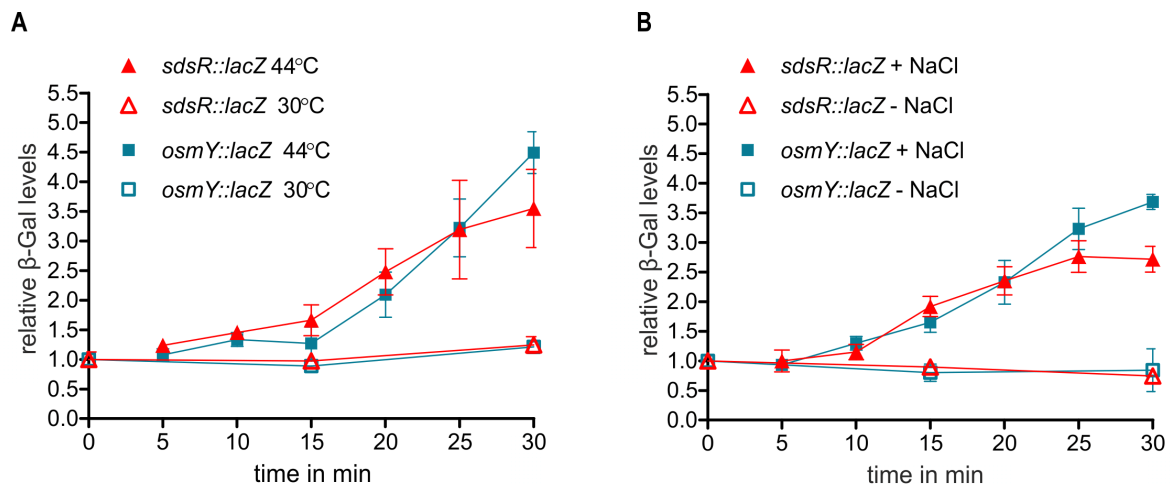 A
sdsR::lacZ 44°C
sdsR::lacZ 30°C
osmY::lacZ 44°C
osmY::lacZ 30°C
relative β-Gal levels
5.5
5.0
4.5
4.0
3.5
3.0
2.5
2.0
1.5
1.0
0.5
0.0
0 5 10 15 20 25 30
time in min
B
sdsR::lacZ + NaCl
sdsR::lacZ - NaCl
osmY::lacZ + NaCl
osmY::lacZ - NaCl
relative β-Gal levels
5.5
5.0
4.5
4.0
3.5
3.0
2.5
2.0
1.5
1.0
0.5
0.0
0 5 10 15 20 25 30
time in min